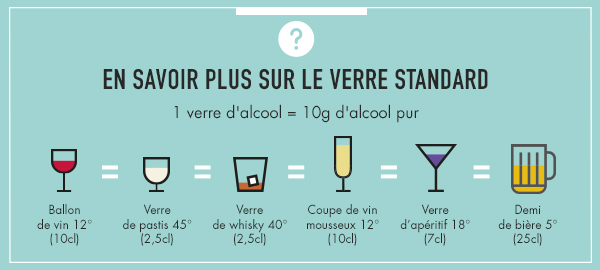 ?
EN SAVOIR PLUS SUR LE VERRE STANDARD
1 verre d'alcool = 10g d'alcool pur
= = = = =
Ballon
de vin 12°
(10cl)
Verre
de pastis 45°
(2,5cl)
Verre
de whisky 40°
(2,5cl)
Coupe de vin
mousseux 12°
(10cl)
Verre
d'apéritif 18°
(7cl)
Demi
de bière 5°
(25cl)